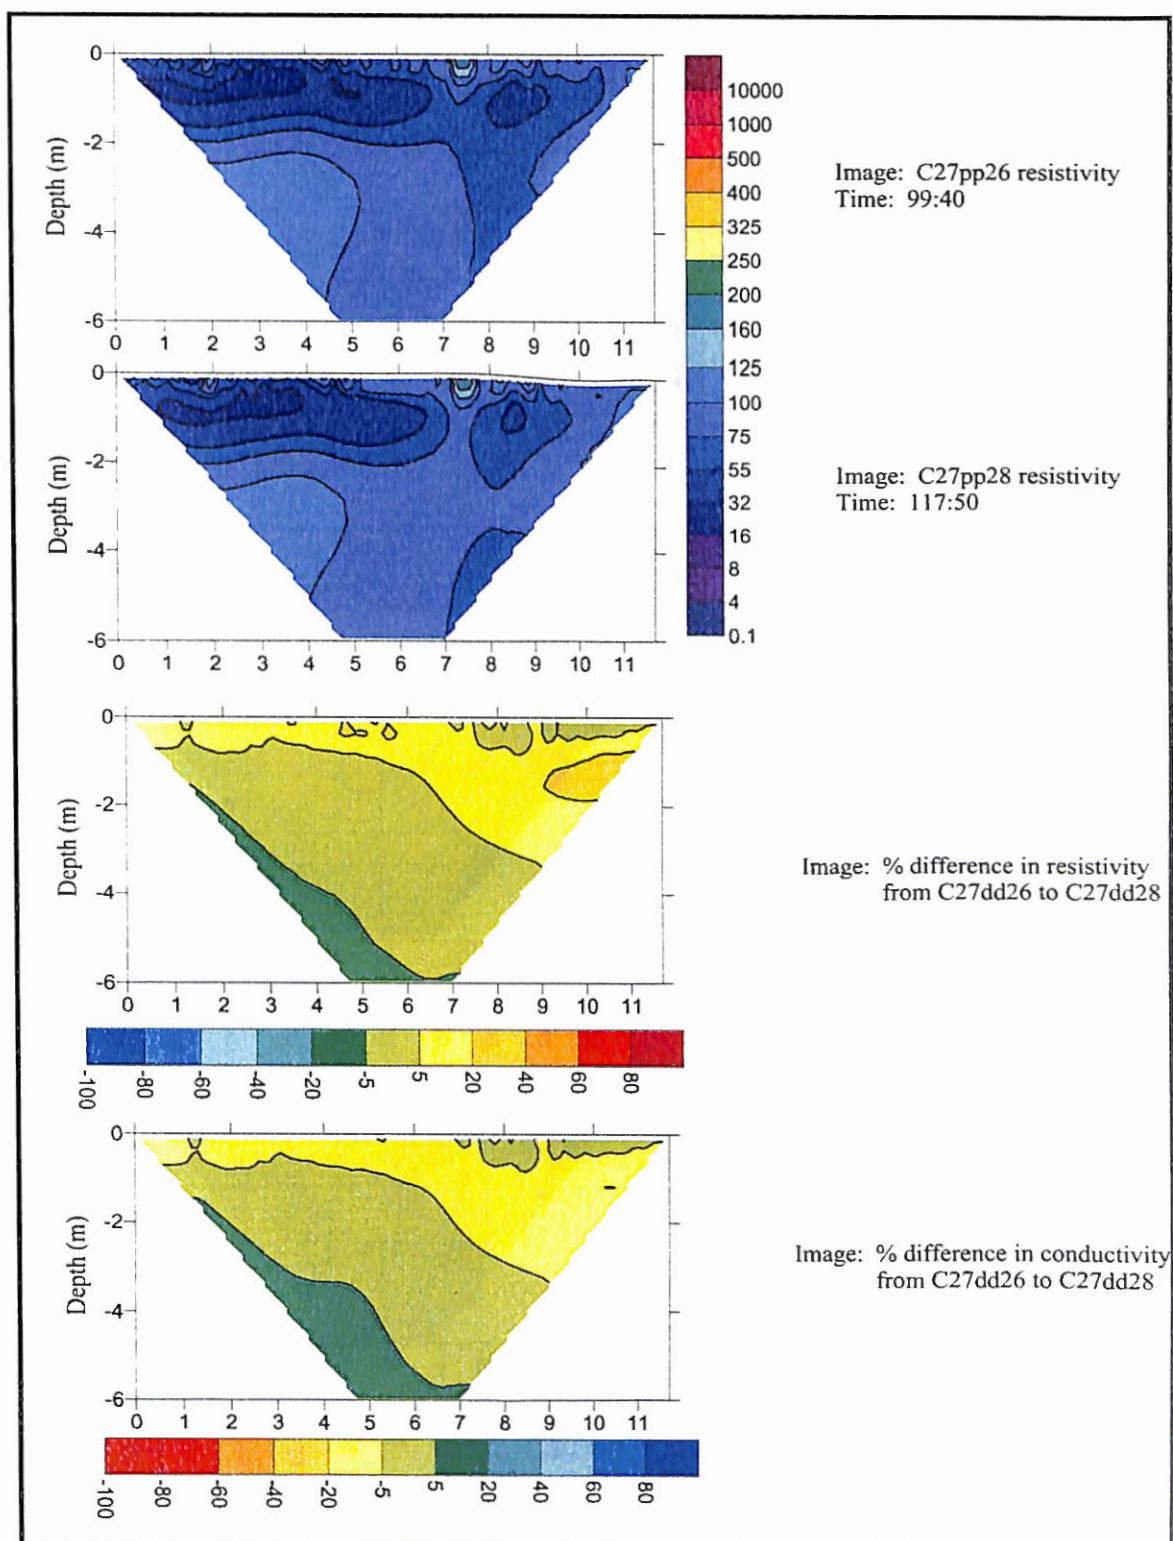 0
-2
-4
-6
Depth (m)
0 1 2 3 4 5 6 7 8 9 10 11
10000
1000
500
400
325
250
200
160
125
100
75
55
32
16
8
4
0.1
Image: C27pp26 resistivity
Time: 99:40
0
-2
-4
-6
Depth (m)
0 1 2 3 4 5 6 7 8 9 10 11
Image: C27pp28 resistivity
Time: 117:50
0
-2
-4
-6
Depth (m)
0 1 2 3 4 5 6 7 8 9 10 11
Image: % difference in resistivity
from C27dd26 to C27dd28
-100 -80 -60 -40 -20 -5 5 20 40 60 80
0
-2
-4
-6
Depth (m)
0 1 2 3 4 5 6 7 8 9 10 11
Image: % difference in conductivity
from C27dd26 to C27dd28
-100 -80 -60 -40 -20 -5 5 20 40 60 80